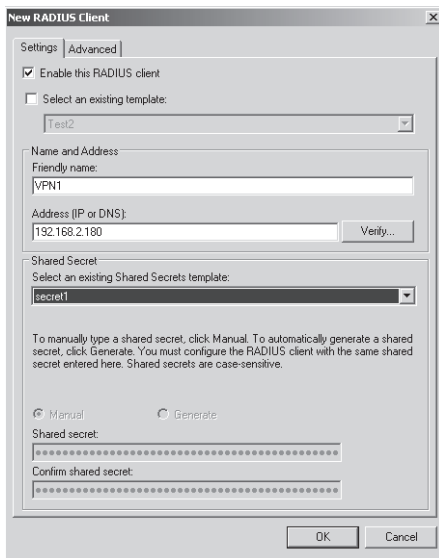 New RADIUS Client
Settings Advanced
Enable this RADIUS client
Select an existing template:
Test2
Name and Address
Friendly name:
VPN1
Address (IP or DNS):
192.168.2.180
Verify...
Shared Secret
Select an existing Shared Secrets template:
secret1
To manually type a shared secret, click Manual. To automatically generate a shared
secret, click Generate. You must configure the RADIUS client with the same shared
secret entered here. Shared secrets are case-sensitive.
Manual Generate
Shared secret:
Confirm shared secret:
OK Cancel